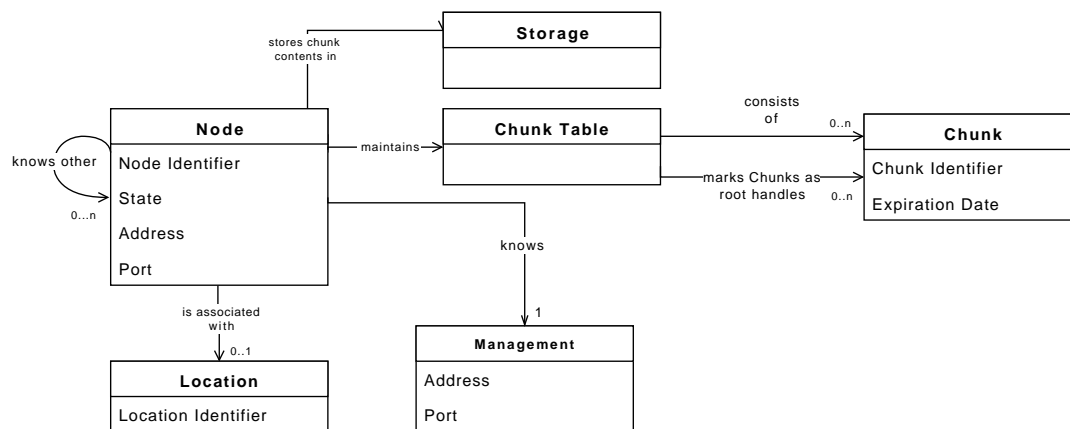 Storage
stores chunk
contents in
Node
Node Identifier
State
Address
Port
knows other
0...n
maintains
Chunk Table
consists
of
0..n
marks Chunks as
root handles
0..n
Chunk
Chunk Identifier
Expiration Date
knows
1
is associated
with
0..1
Location
Location Identifier
Management
Address
Port